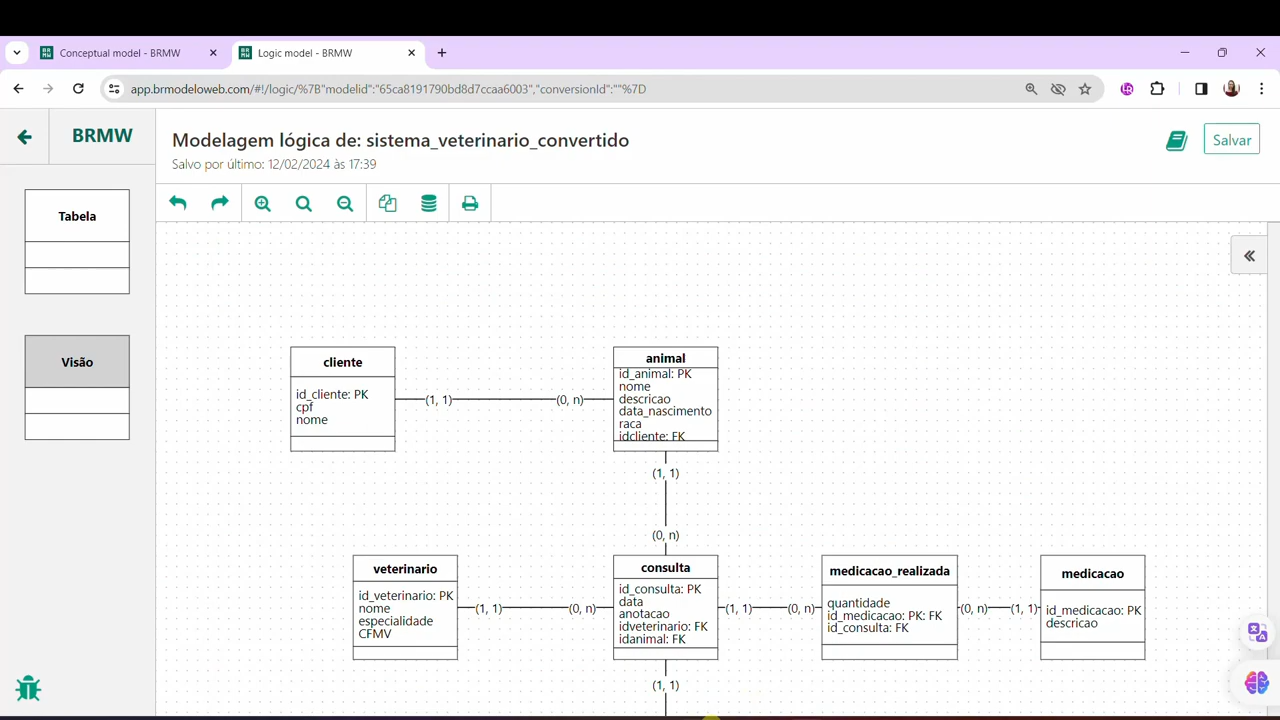 Conceptual model - BRMW
Logic model - BRMW
app.brmodeloweb.com/#!/logic/%7B"modelid":"65ca8191790bd8d7ccaa6003","conversionId":""%7D
BRMW
Modelagem lógica de: sistema_veterinario_convertido
Salvo por último: 12/02/2024 às 17:39
Salvar
Tabela
Visão
cliente
id_cliente: PK
cpf
nome
(1, 1)
(0, n)
animal
id_animal: PK
nome
descricao
data_nascimento
raca
idcliente: FK
(1, 1)
(0, n)
veterinario
id_veterinario: PK
nome
especialidade
CFMV
(1, 1)
(0, n)
consulta
id_consulta: PK
data
anotacao
idveterinario: FK
idanimal: FK
(1, 1)
(0, n)
medicacao_realizada
quantidade
id_medicacao: PK: FK
id_consulta: FK
(0, n)
(1, 1)
medicacao
id_medicacao: PK
descricao
(1, 1)